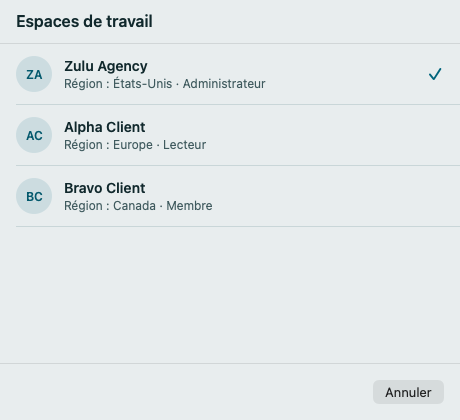 Espaces de travail
ZA
Zulu Agency
Région : États-Unis · Administrateur
AC
Alpha Client
Région : Europe · Lecteur
BC
Bravo Client
Région : Canada · Membre
Annuler